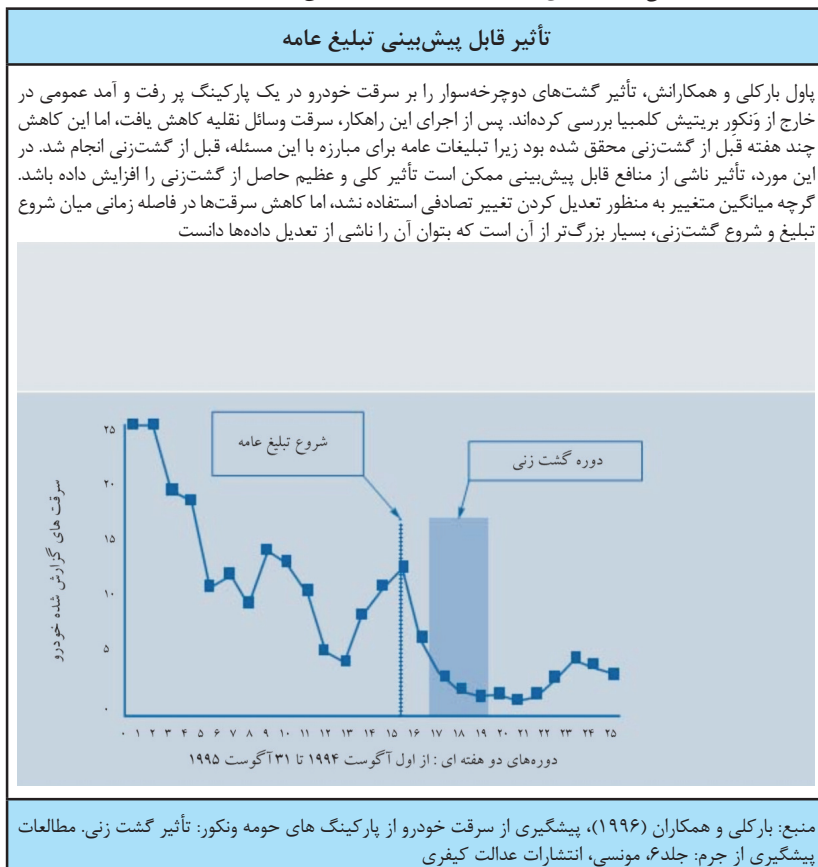 تأثیر قابل پیش‌بینی تبلیغ عامه
پاول بارکلی و همکارانش، تأثیر گشت‌های دوچرخه‌سوار را بر سرقت خودرو در یک پارکینگ پر رفت و آمد عمومی در
خارج از وَنکوِر بریتیش کلمبیا بررسی کرده‌اند. پس از اجرای این راهکار، سرقت وسائل نقلیه کاهش یافت، اما این کاهش
چند هفته قبل از گشت‌زنی محقق شده بود زیرا تبلیغات عامه برای مبارزه با این مسئله، قبل از گشت‌زنی انجام شد. در
این مورد، تأثیر ناشی از منافع قابل پیش‌بینی ممکن است تأثیر کلی و عظیم حاصل از گشت‌زنی را افزایش داده باشد.
گرچه میانگین متغییر به منظور تعدیل کردن تغییر تصادفی استفاده نشد، اما کاهش سرقت‌ها در فاصله زمانی میان شروع
تبلیغ و شروع گشت‌زنی، بسیار بزرگ‌تر از آن است که بتوان آن را ناشی از تعدیل داده‌ها دانست
شروع تبلیغ عامه
دوره گشت زنی
سرقت های گزارش شده خودرو
۲۵
۲۰
۱۵
۱۰
۵
۰
۰ ۱ ۲ ۳ ۴ ۵ ۶ ۷ ۸ ۹ ۱۰ ۱۱ ۱۲ ۱۳ ۱۴ ۱۵ ۱۶ ۱۷ ۱۸ ۱۹ ۲۰ ۲۱ ۲۲ ۲۳ ۲۴ ۲۵
دوره‌های دو هفته ای : از اول آگوست ۱۹۹۴ تا ۳۱ آگوست ۱۹۹۵
منبع: بارکلی و همکاران (۱۹۹۶)، پیشگیری از سرقت خودرو از پارکینگ های حومه ونکور: تأثیر گشت زنی. مطالعات
پیشگیری از جرم: جلد۶، مونسی، انتشارات عدالت کیفری